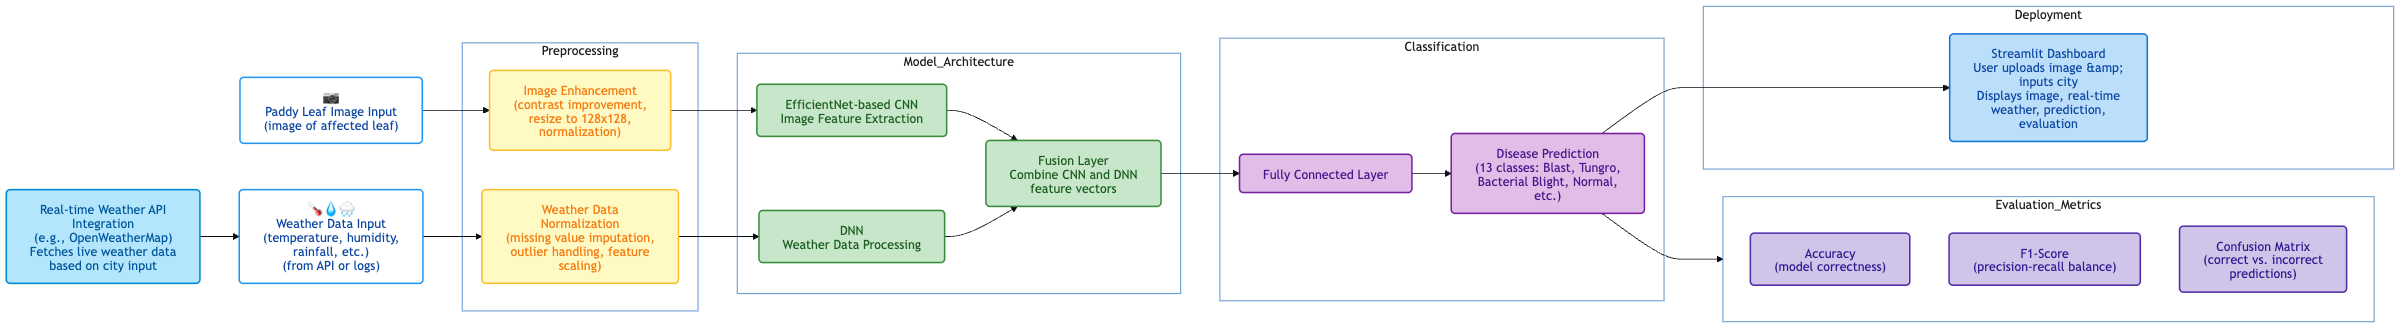 Real-time Weather API
Integration
(e.g., OpenWeatherMap)
Fetches live weather data
based on city input
Paddy Leaf Image Input
(image of affected leaf)
Weather Data Input
(temperature, humidity,
rainfall, etc.)
(from API or logs)
Preprocessing
Image Enhancement
(contrast improvement,
resize to 128x128,
normalization)
Weather Data
Normalization
(missing value imputation,
outlier handling, feature
scaling)
Model_Architecture
EfficientNet-based CNN
Image Feature Extraction
DNN
Weather Data Processing
Fusion Layer
Combine CNN and DNN
feature vectors
Classification
Fully Connected Layer
Disease Prediction
(13 classes: Blast, Tungro,
Bacterial Blight, Normal,
etc.)
Deployment
Streamlit Dashboard
User uploads image &amp;
inputs city
Displays image, real-time
weather, prediction,
evaluation
Evaluation_Metrics
Accuracy
(model correctness)
F1-Score
(precision-recall balance)
Confusion Matrix
(correct vs. incorrect
predictions)